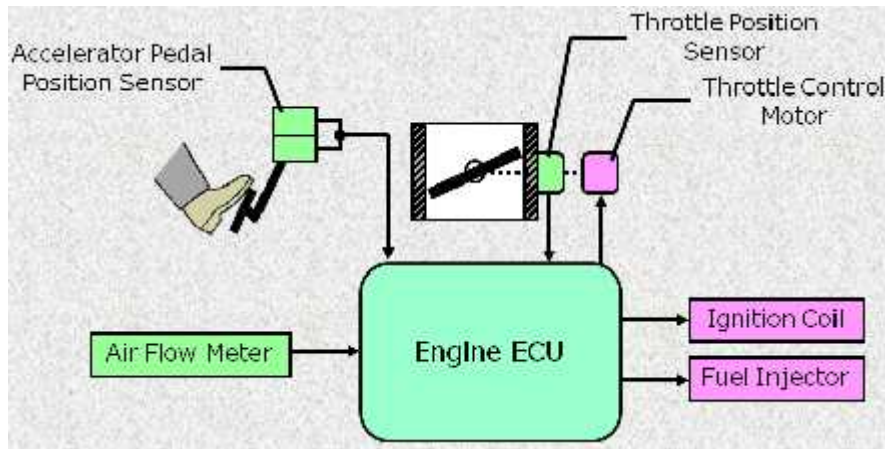 Accelerator Pedal
Position Sensor
Throttle Position
Sensor
Throttle Control
Motor
Air Flow Meter
Engine ECU
Ignition Coil
Fuel Injector